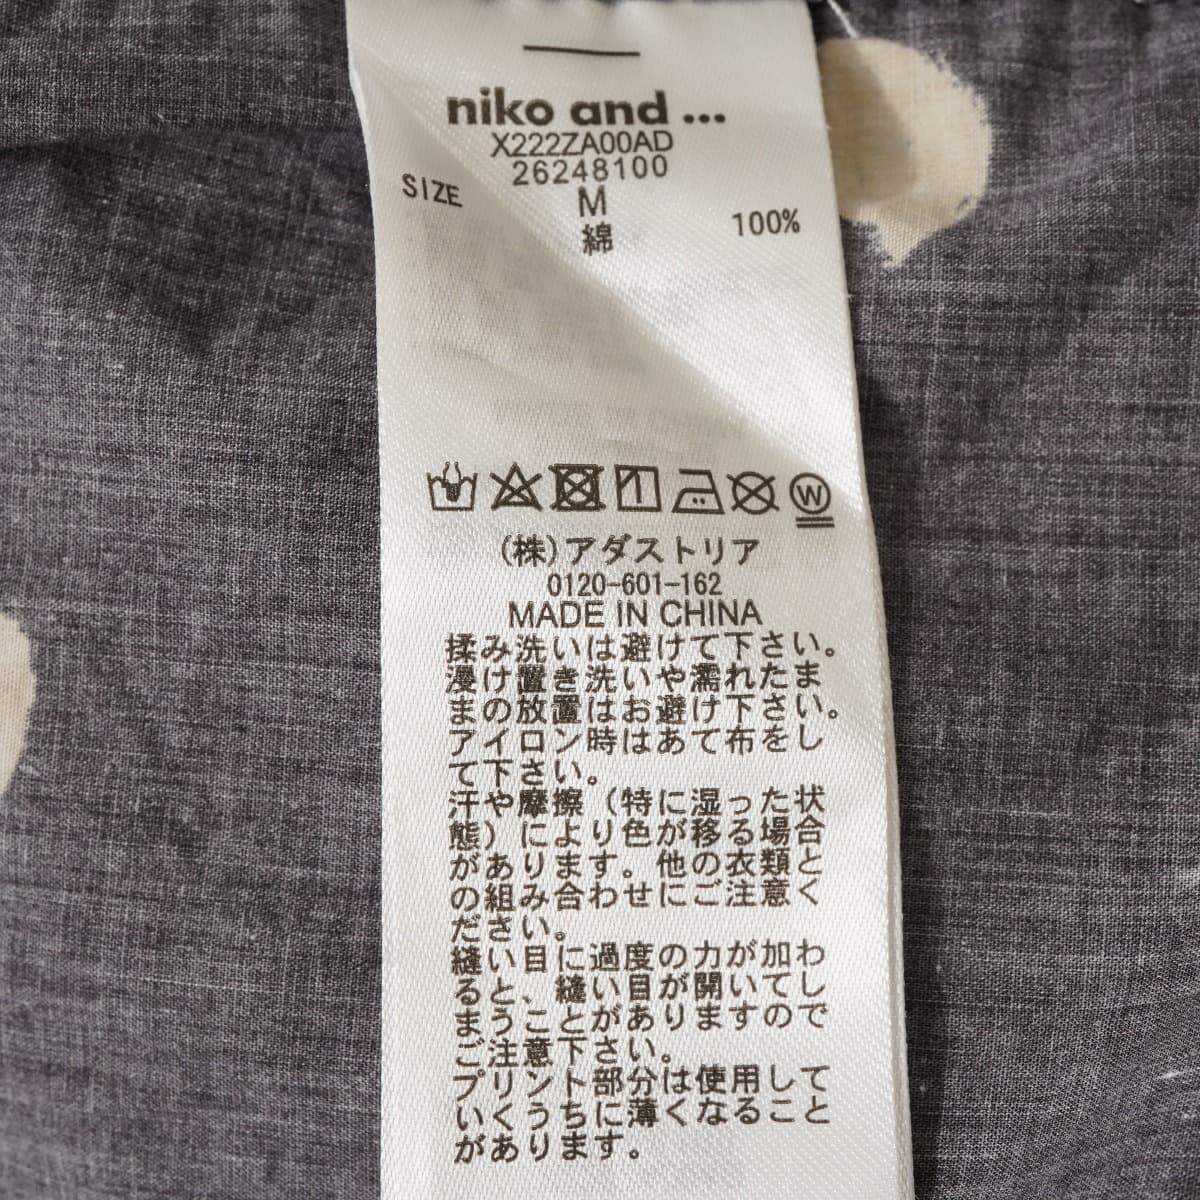 niko and ...
X222ZA00AD
26248100
SIZE M
綿 100%
W
(株)アダストリア
0120-601-162
MADE IN CHINA
揉み洗いは避けて下さい。
浸け置き洗いや濡れたま
まの放置はお避け下さい。
アイロン時はあて布をし
て下さい。
汗や摩擦(特に湿った状
態)により色が移る場合
があります。他の衣類と
の組み合わせにご注意く
ださい。
縫い目に過度の力が加わ
ると、縫い目が開いてし
まうことがありますので
ご注意下さい。
プリント部分は使用して
いくうちに薄くなること
があります。